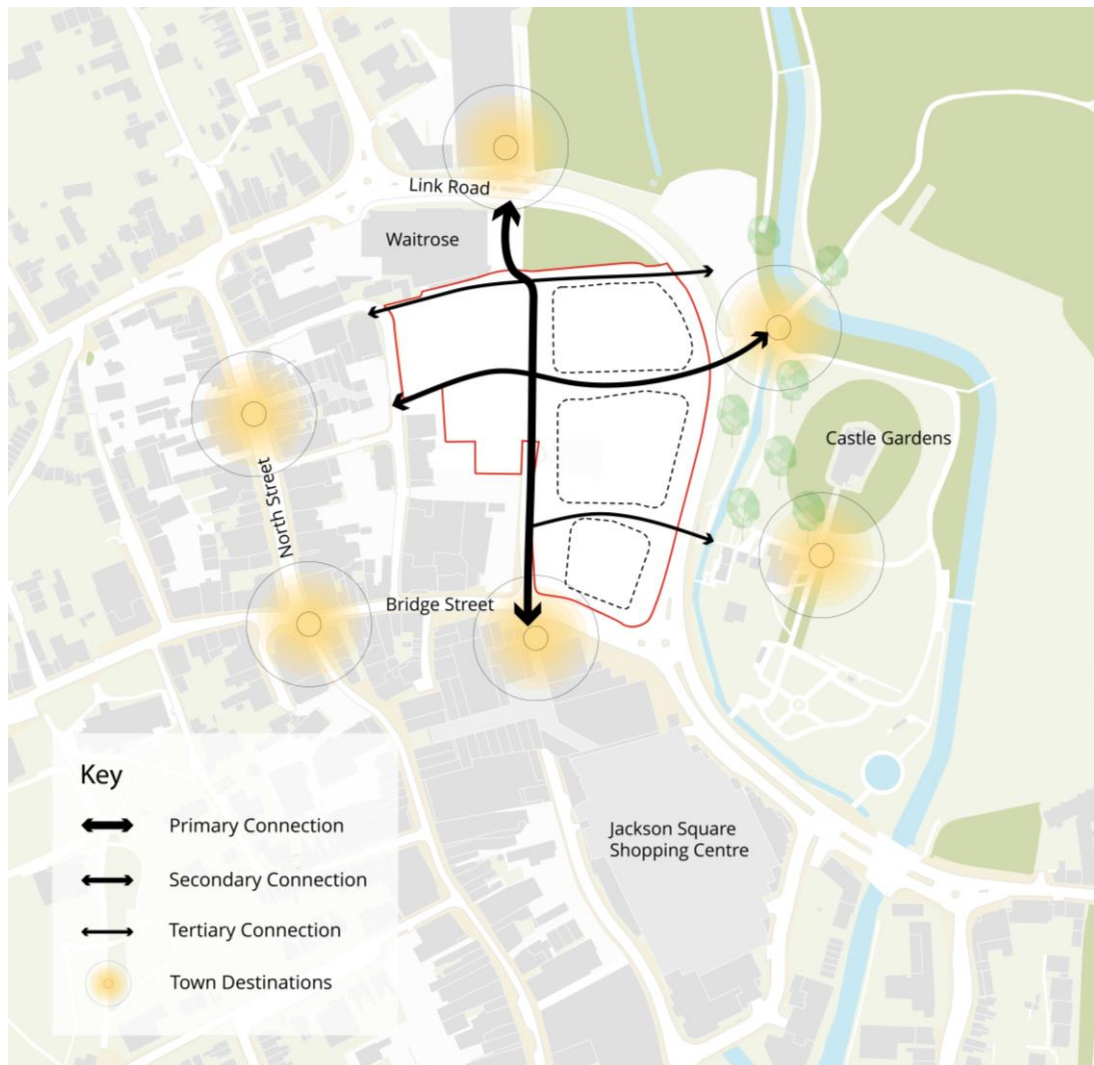 Link Road
Waitrose
Castle Gardens
North Street
Bridge Street
Jackson Square
Shopping Centre
Key
Primary Connection
Secondary Connection
Tertiary Connection
Town Destinations